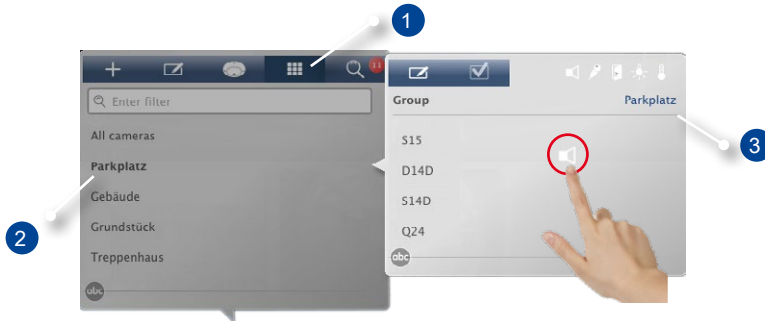 1
11
Enter filter
All cameras
Parkplatz
Gebäude
Grundstück
Treppenhaus
abc
Group Parkplatz
S15
D14D
S14D
Q24
abc
2
3